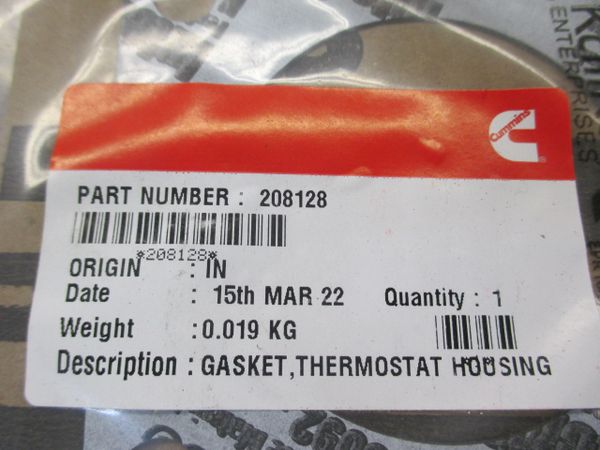 Cummins
ENTERPRISES
PART NUMBER : 208128
*208128*
ORIGIN : IN
Date : 15th MAR 22 Quantity : 1
Weight : 0.019 KG
Description : GASKET,THERMOSTAT HOUSING